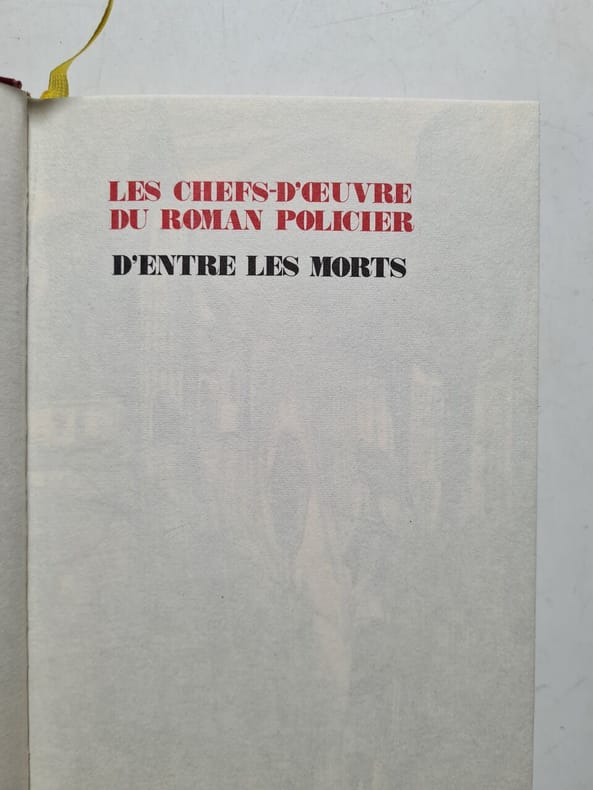 LES CHEFS-D'ŒUVRE
DU ROMAN POLICIER
D'ENTRE LES MORTS